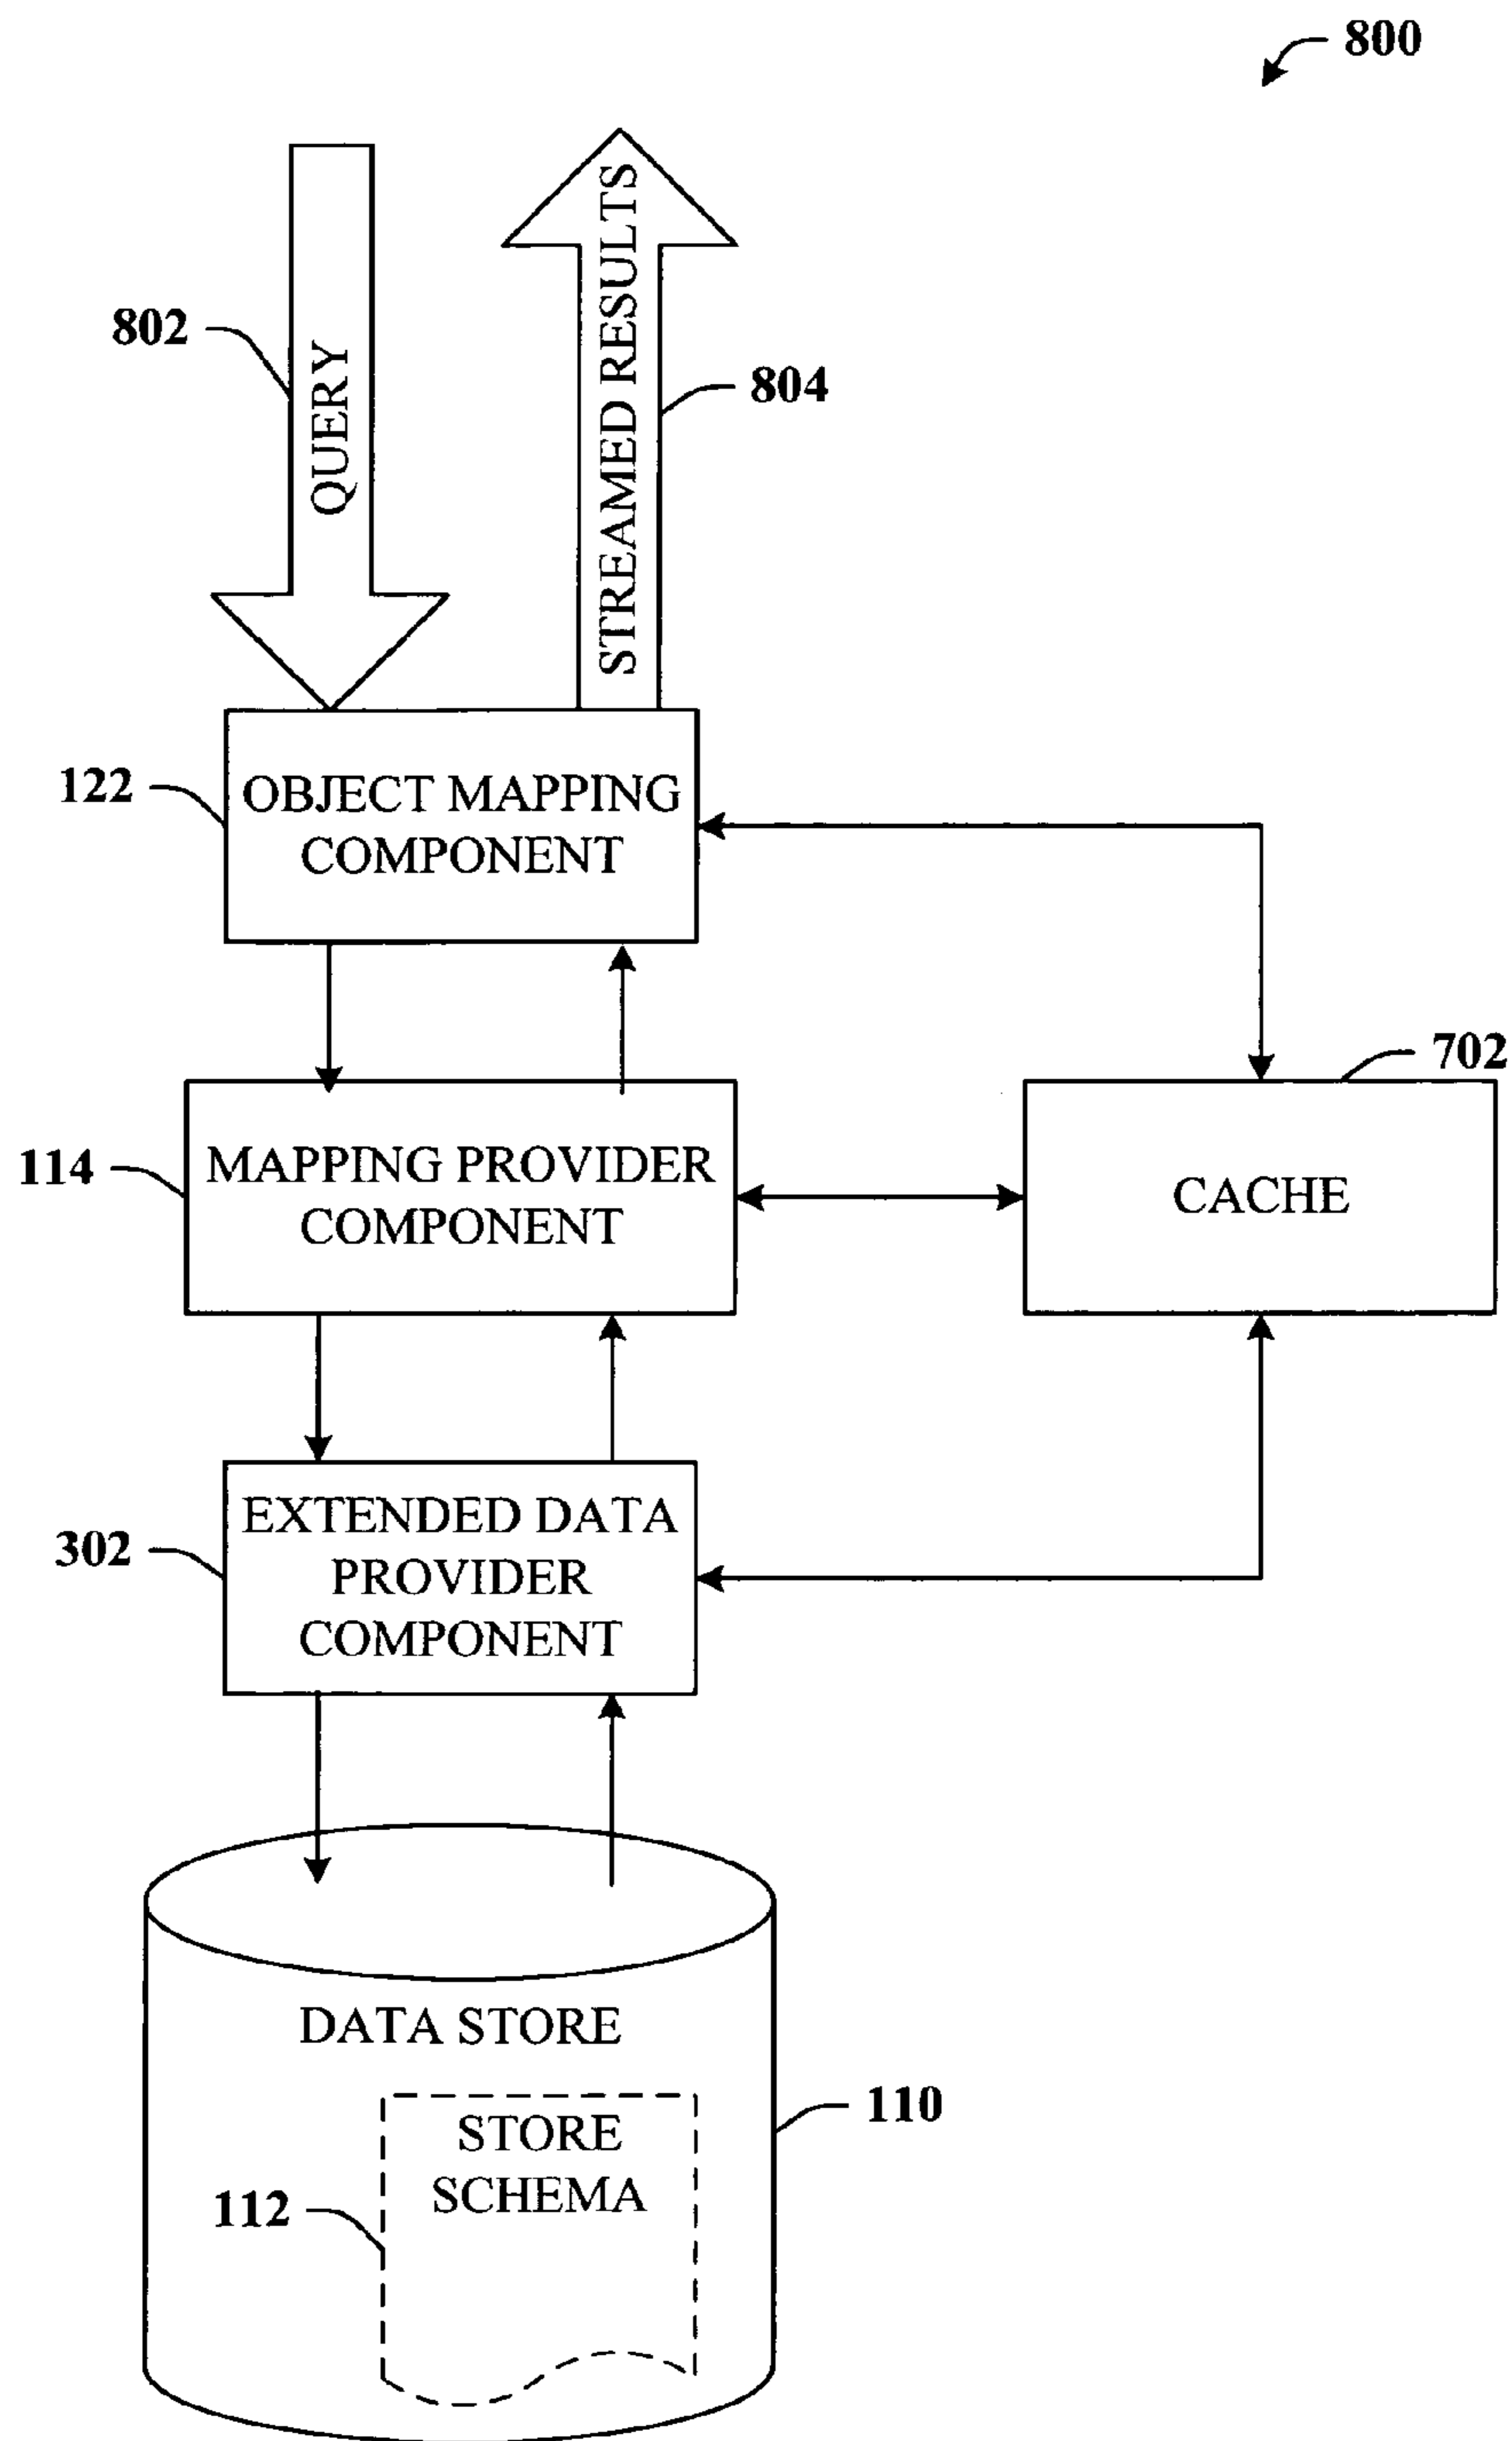 800
802
QUERY
STREAMED RESULTS
804
122
OBJECT MAPPING
COMPONENT
702
114
MAPPING PROVIDER
COMPONENT
CACHE
302
EXTENDED DATA
PROVIDER
COMPONENT
DATA STORE
110
STORE
SCHEMA
112